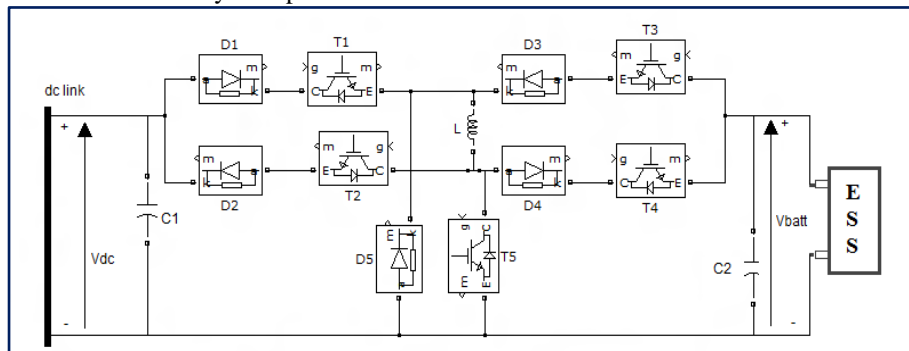 D1
T1
D3
T3
a
m
k
g
m
C
E
m
a
k
m
g
E
C
dc link
+
L
+
m
a
k
m
g
E
C
m
a
k
g
m
C
E
D2
T2
D4
T4
C1
Vdc
D5
E
k
m
a
g
C
m
E
T5
C2
Vbatt
E
S
S
-
-